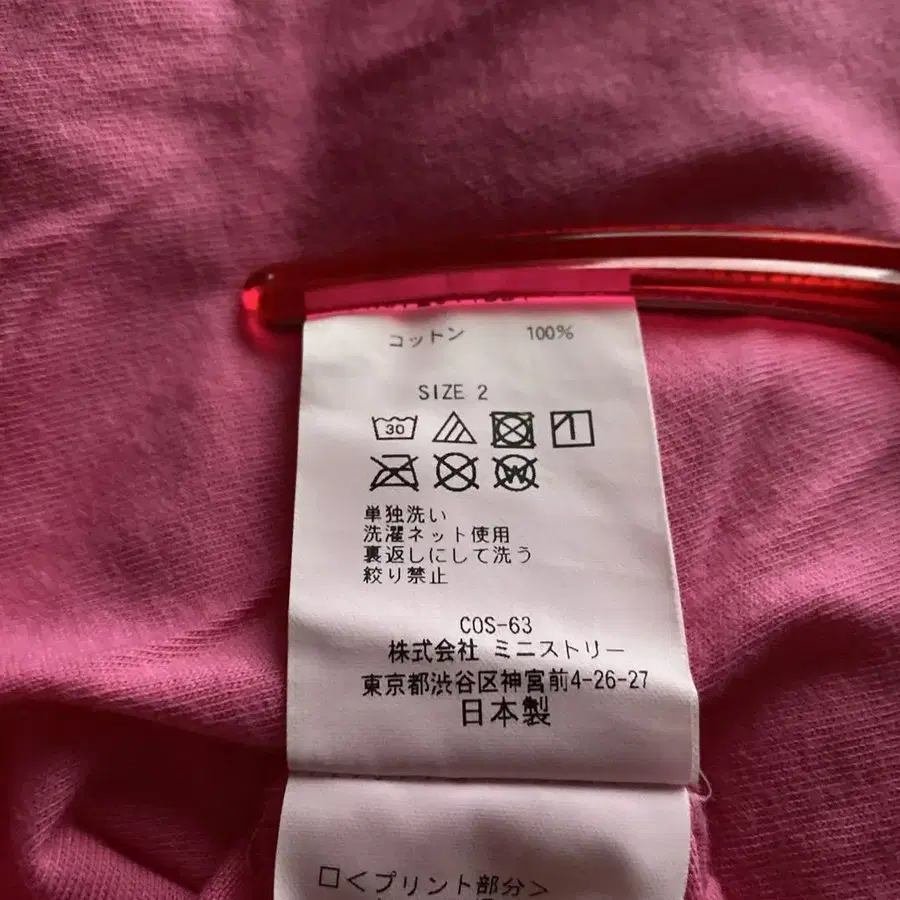 コットン 100%
SIZE 2
30
W
単独洗い
洗濯ネット使用
裏返しにして洗う
絞り禁止
COS-63
株式会社 ミニストリー
東京都渋谷区神宮前4-26-27
日本製
□<プリント部分>